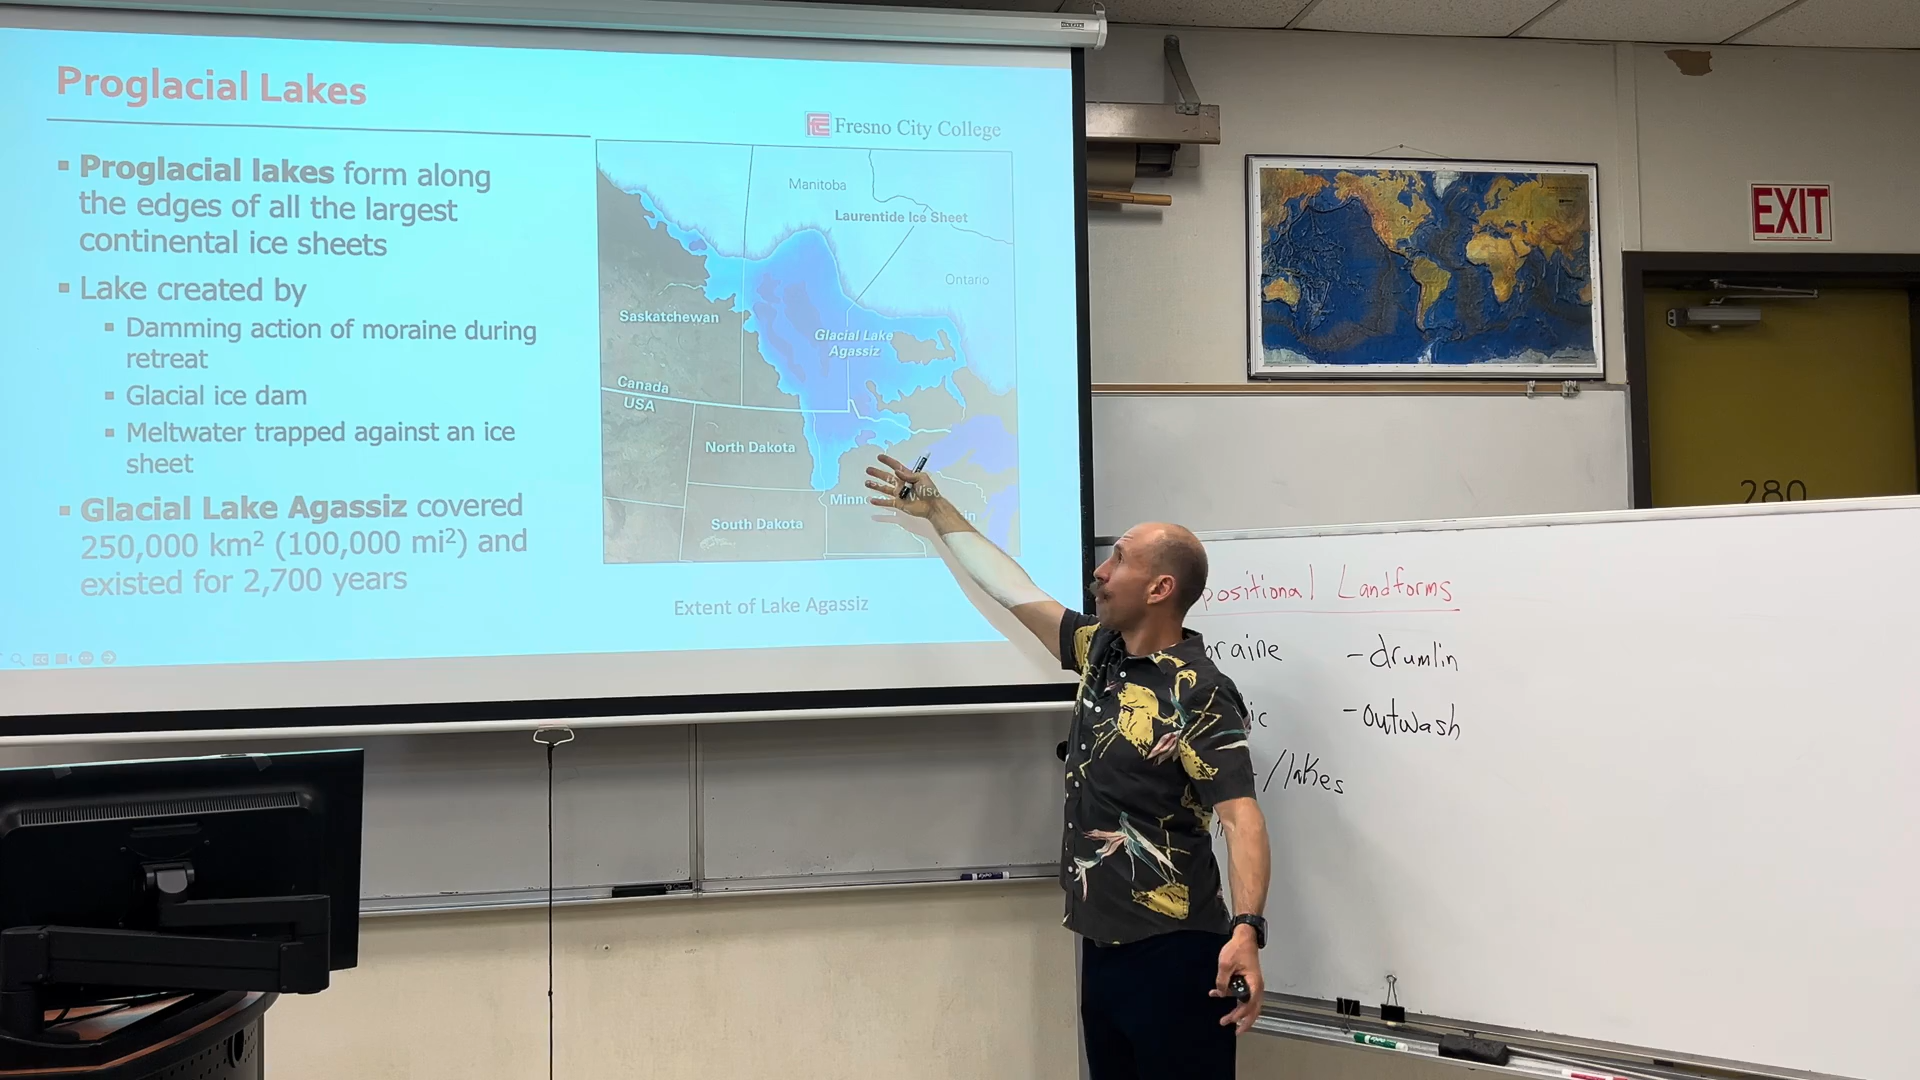 Proglacial Lakes
Fresno City College
▪ Proglacial lakes form along
the edges of all the largest
continental ice sheets
▪ Lake created by
▪ Damming action of moraine during
retreat
▪ Glacial ice dam
▪ Meltwater trapped against an ice
sheet
▪ Glacial Lake Agassiz covered
250,000 km² (100,000 mi²) and
existed for 2,700 years
Manitoba
Laurentide Ice Sheet
Ontario
Saskatchewan
Glacial Lake
Agassiz
Canada
USA
North Dakota
South Dakota
Extent of Lake Agassiz
EXIT
280
Landforms
- drumlin
- outwash
/lakes